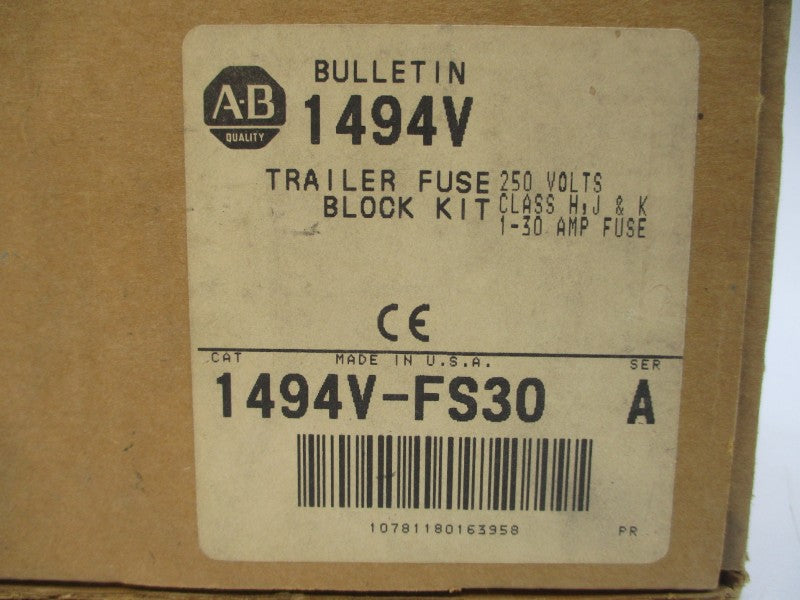 A-B
QUALITY
BULLETIN
1494V
TRAILER FUSE 250 VOLTS
BLOCK KIT CLASS H,J & K
1-30 AMP FUSE
CE
CAT MADE IN U.S.A. SER
1494V-FS30 A
10781180163958 PR